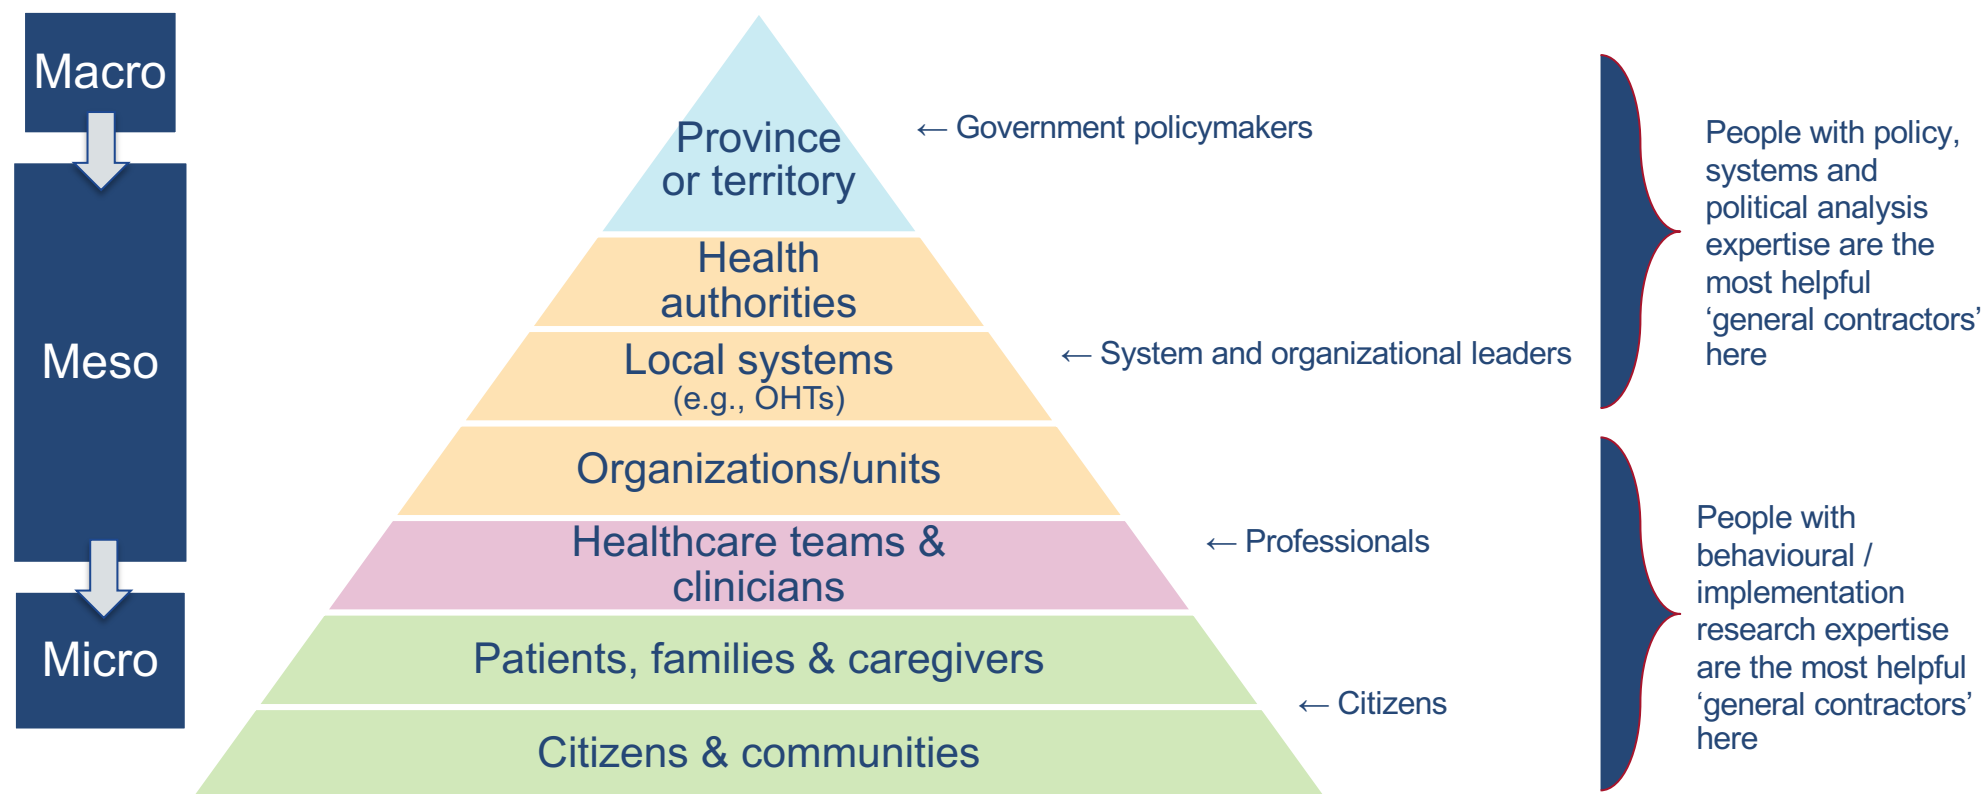 Macro
Meso
Micro
Province
or territory
Health
authorities
Local systems
(e.g., OHTs)
Organizations/units
Healthcare teams &
clinicians
Patients, families & caregivers
Citizens & communities
← Government policymakers
← System and organizational leaders
← Professionals
← Citizens
People with policy,
systems and
political analysis
expertise are the
most helpful
‘general contractors’
here
People with
behavioural /
implementation
research expertise
are the most helpful
‘general contractors’
here